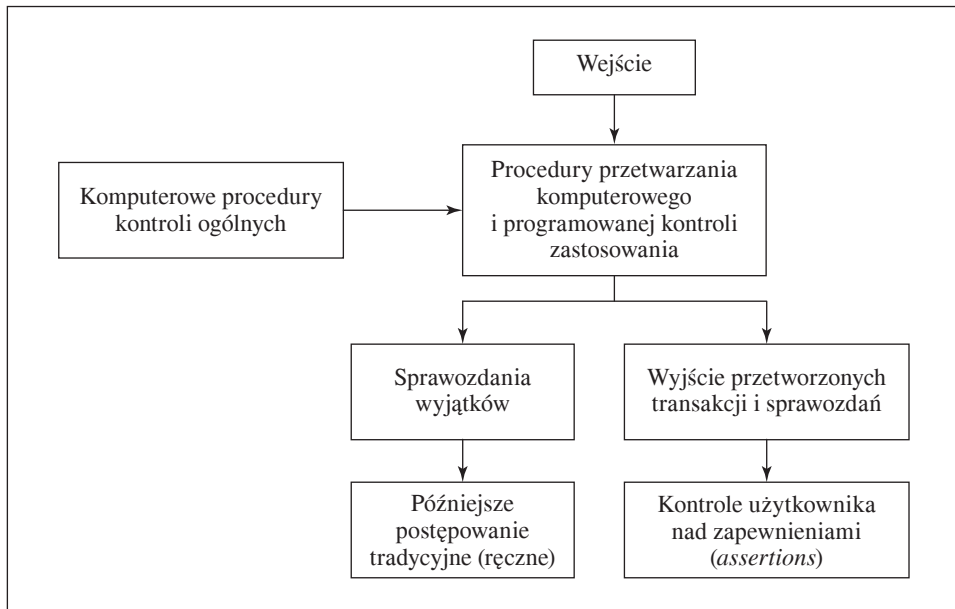 Wejście
Komputerowe procedury
kontroli ogólnych
Procedury przetwarzania
komputerowego
i programowanej kontroli
zastosowania
Sprawozdania
wyjątków
Wyjście przetworzonych
transakcji i sprawozdań
Późniejsze
postępowanie
tradycyjne (ręczne)
Kontrole użytkownika
nad zapewnieniami
(assertions)